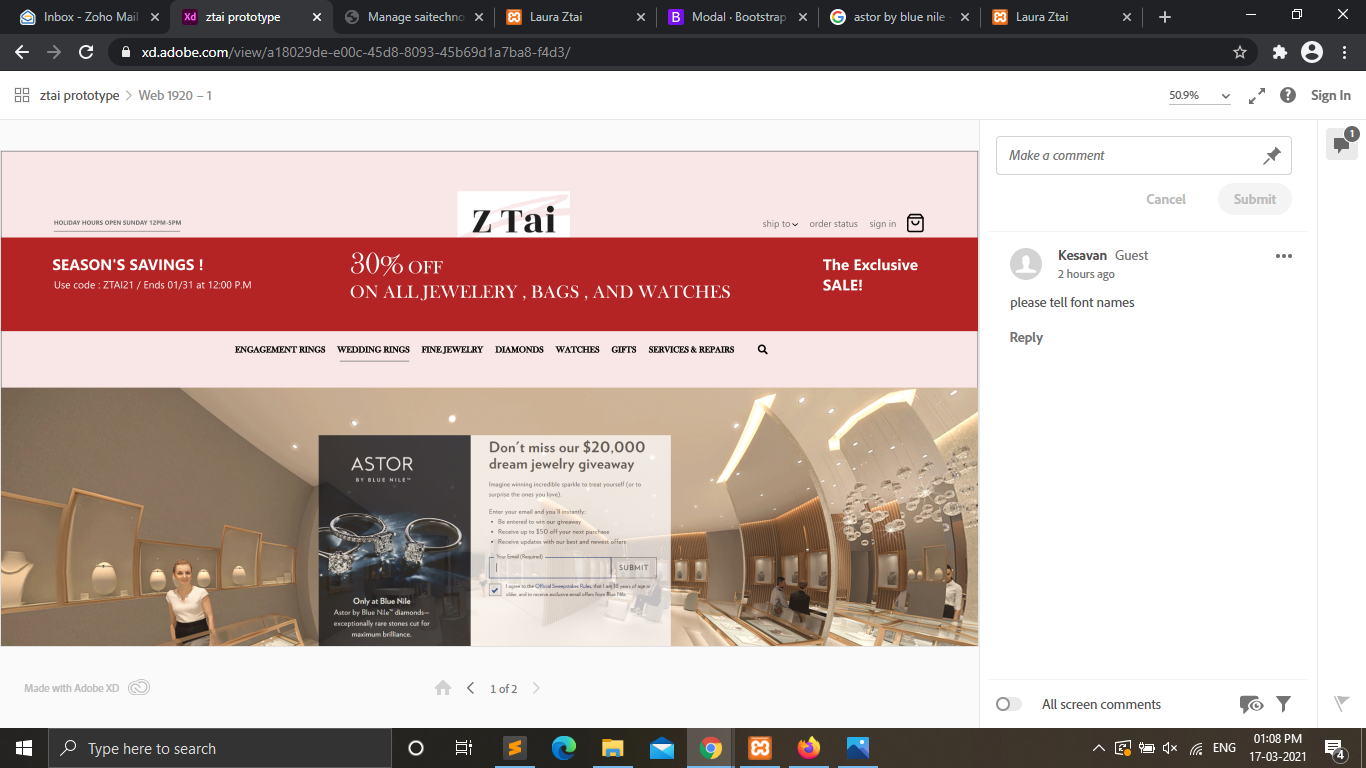 Inbox - Zoho Mail
ztai prototype
Manage saitechno
Laura Ztai
Modal · Bootstrap
astor by blue nile
Laura Ztai
xd.adobe.com/view/a18029de-e00c-45d8-8093-45b69d1a7ba8-f4d3/
ztai prototype
Web 1920 – 1
50.9%
Sign In
Make a comment
1
Cancel
Submit
Kesavan Guest
2 hours ago
please tell font names
Reply
HOLIDAY HOURS OPEN SUNDAY 12PM-5PM
Z Tai
ship to
order status
sign in
SEASON'S SAVINGS !
Use code : ZTAI21 / Ends 01/31 at 12:00 P.M
30% OFF
ON ALL JEWELERY , BAGS , AND WATCHES
The Exclusive
SALE!
ENGAGEMENT RINGS WEDDING RINGS FINE JEWELRY DIAMONDS WATCHES GIFTS SERVICES & REPAIRS
ASTOR
BY BLUE NILE™
Only at Blue Nile
Astor by Blue Nile™ diamonds—
exceptionally rare stones cut for
maximum brilliance.
Don't miss our $20,000
dream jewelry giveaway
Imagine winning incredible sparkle to treat yourself (or to
surprise the ones you love).
Enter your email and you'll instantly:
• Be entered to win our giveaway
• Receive up to $50 off your next purchase
• Receive updates with our best and newest offers
Your Email (Required)
SUBMIT
I agree to the Official Sweepstakes Rules, that I am 18 years of age or
older, and to receive exclusive email offers from Blue Nile
Made with Adobe XD
1 of 2
All screen comments
Type here to search
ENG
01:08 PM
17-03-2021
4